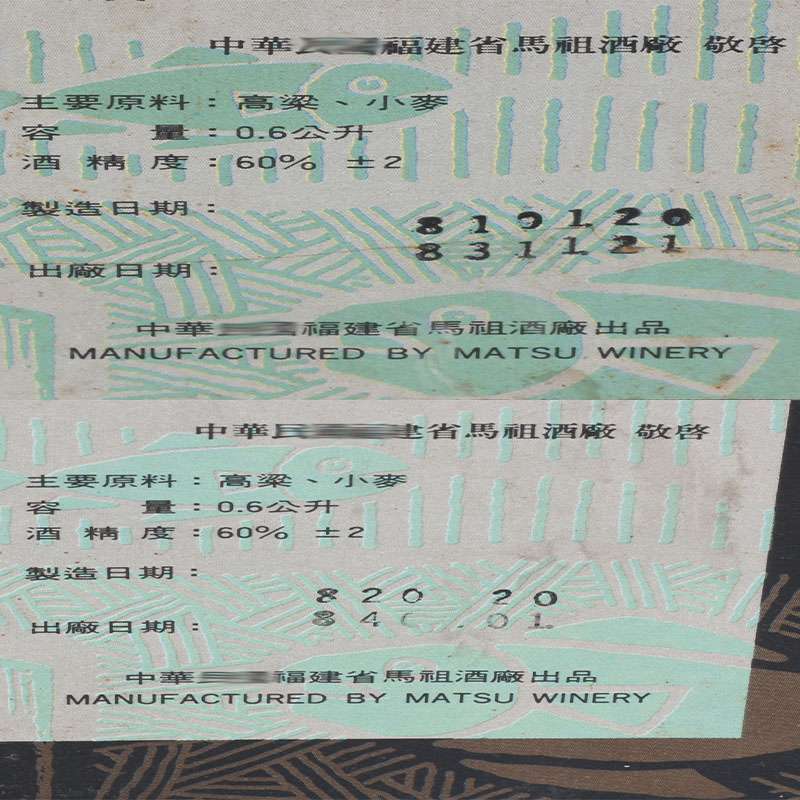 中華 福建省馬祖酒廠 敬啓
主要原料：高粱、小麥
容 量：0.6公升
酒 精 度：60% ±2
製造日期：
819120
831121
出廠日期：
中華 福建省馬祖酒廠出品
MANUFACTURED BY MATSU WINERY
中華民 建省馬祖酒廠 敬啓
主要原料：高粱、小麥
容 量：0.6公升
酒 精 度：60% ±2
製造日期：
820 20
84 01
出廠日期：
中華 福建省馬祖酒廠出品
MANUFACTURED BY MATSU WINERY